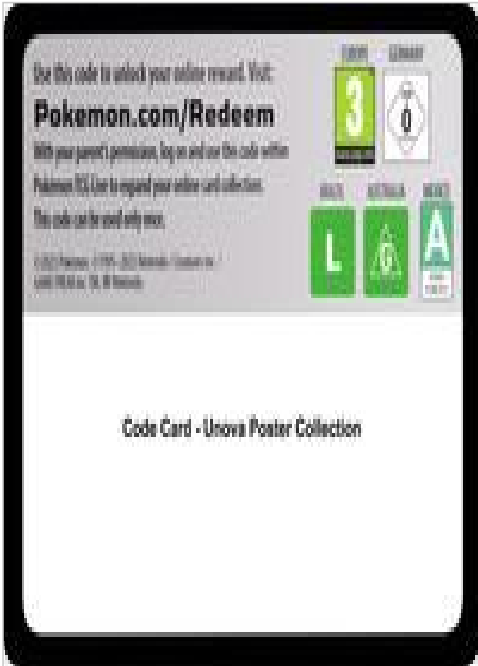 Use this code to unlock your online reward. Visit:
Pokemon.com/Redeem
With your parent's permission, log on and use this code within
Pokémon TCG Live to expand your online card collection.
This code can be used only once.
EUROPE GERMANY
3
0
BRAZIL AUSTRALIA MEXICO
L
G
A
Code Card - Unova Poster Collection